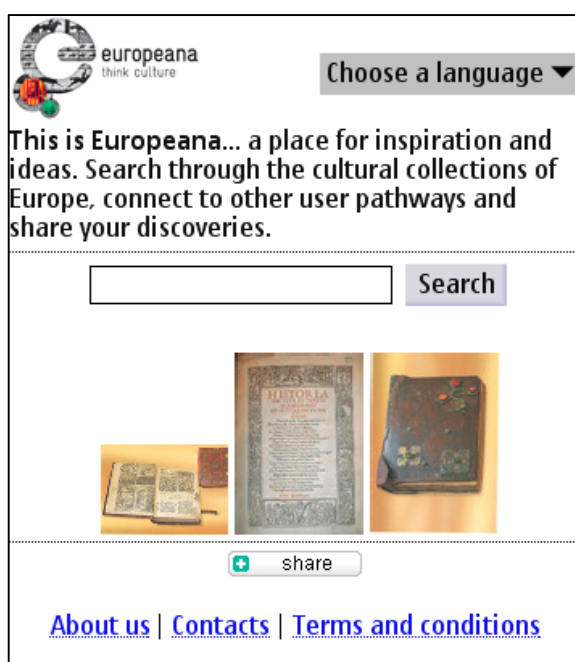 europeana
think culture
Choose a language
This is Europeana... a place for inspiration and
ideas. Search through the cultural collections of
Europe, connect to other user pathways and
share your discoveries.
Search
HISTORIA
share
About us | Contacts | Terms and conditions